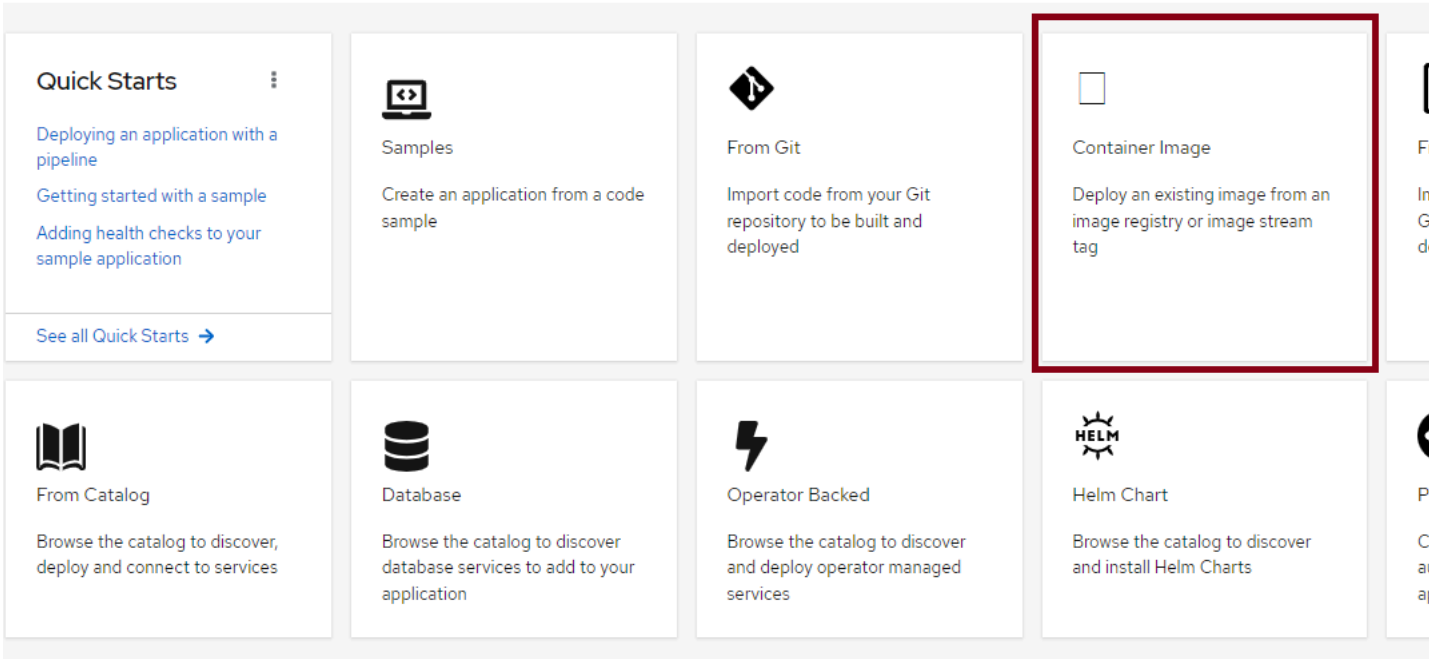 Quick Starts
Deploying an application with a
pipeline
Getting started with a sample
Adding health checks to your
sample application
See all Quick Starts
Samples
Create an application from a code
sample
From Git
Import code from your Git
repository to be built and
deployed
Container Image
Deploy an existing image from an
image registry or image stream
tag
From Catalog
Browse the catalog to discover,
deploy and connect to services
Database
Browse the catalog to discover
database services to add to your
application
Operator Backed
Browse the catalog to discover
and deploy operator managed
services
HELM
Helm Chart
Browse the catalog to discover
and install Helm Charts